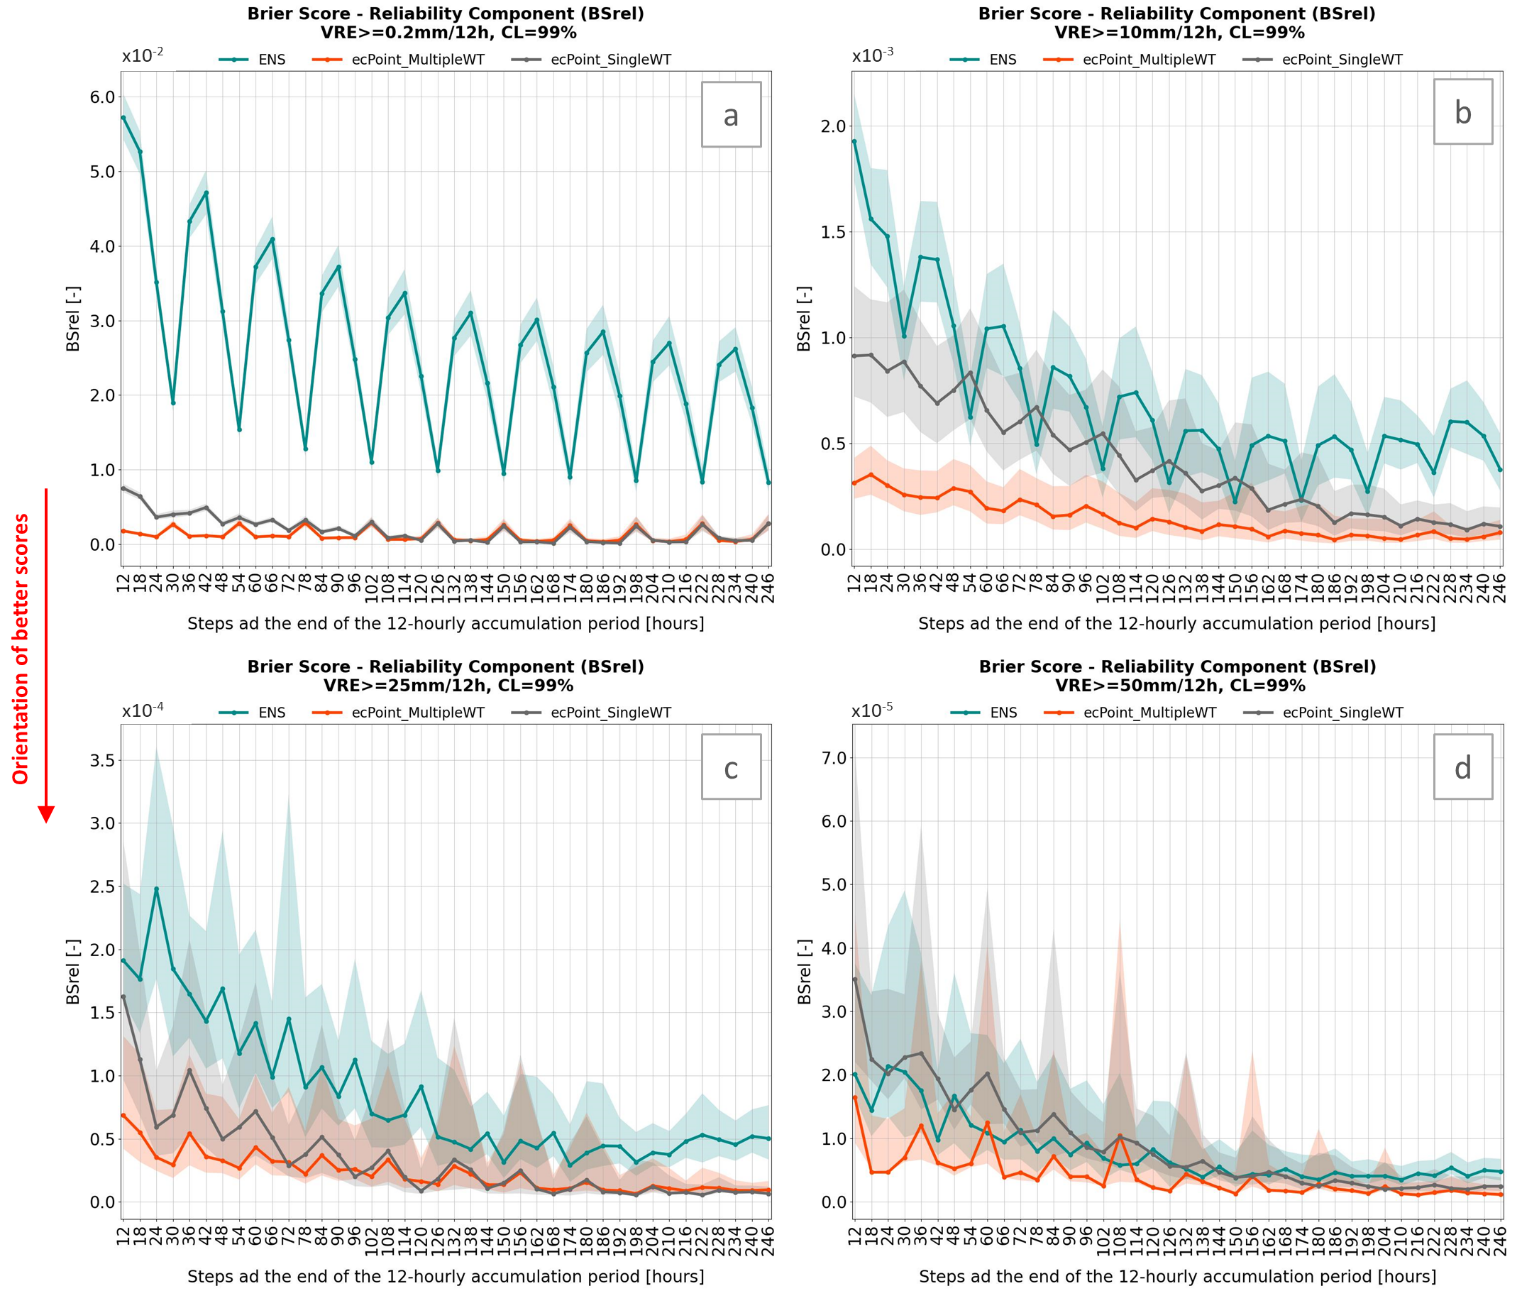 Brier Score - Reliability Component (BSrel)
VRE>=0.2mm/12h, CL=99%
x10-2
ENS ecPoint_MultipleWT ecPoint_SingleWT
a
6.0
5.0
4.0
3.0
2.0
1.0
0.0
BSrel [-]
12 18 24 30 36 42 48 54 60 66 72 78 84 90 96 102 108 114 120 126 132 138 144 150 156 162 168 174 180 186 192 198 204 210 216 222 228 234 240 246
Steps ad the end of the 12-hourly accumulation period [hours]
Brier Score - Reliability Component (BSrel)
VRE>=10mm/12h, CL=99%
x10-3
ENS ecPoint_MultipleWT ecPoint_SingleWT
b
2.0
1.5
1.0
0.5
0.0
BSrel [-]
12 18 24 30 36 42 48 54 60 66 72 78 84 90 96 102 108 114 120 126 132 138 144 150 156 162 168 174 180 186 192 198 204 210 216 222 228 234 240 246
Steps ad the end of the 12-hourly accumulation period [hours]
Orientation of better scores
Brier Score - Reliability Component (BSrel)
VRE>=25mm/12h, CL=99%
x10-4
ENS ecPoint_MultipleWT ecPoint_SingleWT
c
3.5
3.0
2.5
2.0
1.5
1.0
0.5
0.0
BSrel [-]
12 18 24 30 36 42 48 54 60 66 72 78 84 90 96 102 108 114 120 126 132 138 144 150 156 162 168 174 180 186 192 198 204 210 216 222 228 234 240 246
Steps ad the end of the 12-hourly accumulation period [hours]
Brier Score - Reliability Component (BSrel)
VRE>=50mm/12h, CL=99%
x10-5
ENS ecPoint_MultipleWT ecPoint_SingleWT
d
7.0
6.0
5.0
4.0
3.0
2.0
1.0
0.0
BSrel [-]
12 18 24 30 36 42 48 54 60 66 72 78 84 90 96 102 108 114 120 126 132 138 144 150 156 162 168 174 180 186 192 198 204 210 216 222 228 234 240 246
Steps ad the end of the 12-hourly accumulation period [hours]